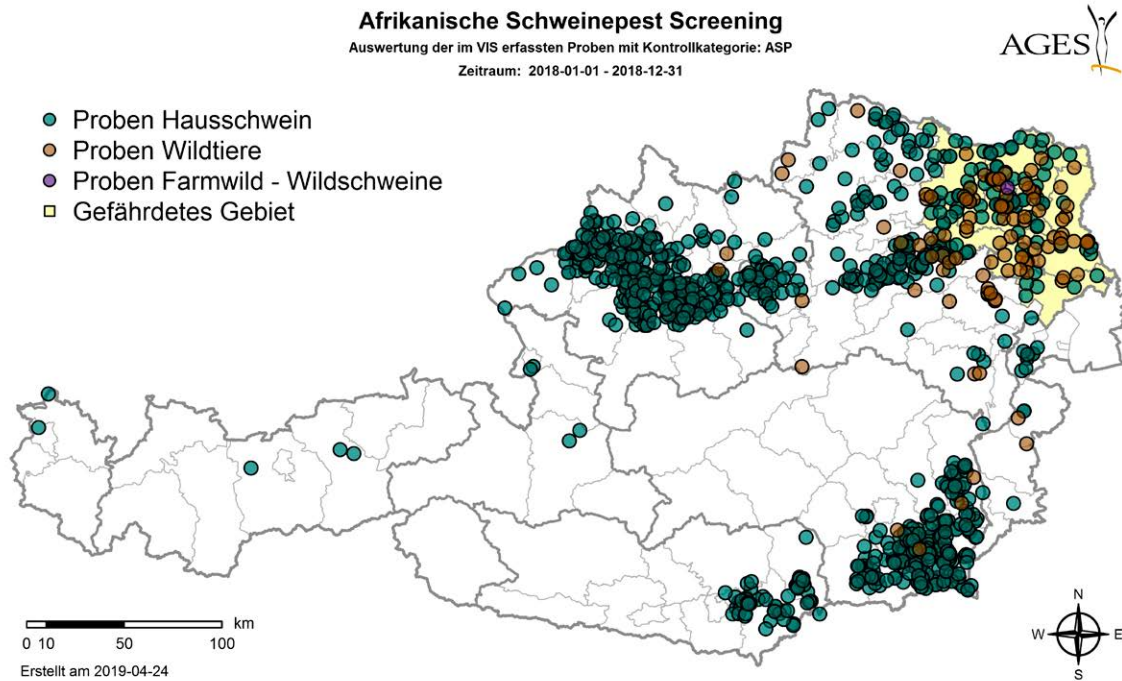 Afrikanische Schweinepest Screening
Auswertung der im VIS erfassten Proben mit Kontrollkategorie: ASP
Zeitraum: 2018-01-01 - 2018-12-31
AGES
Proben Hausschwein
Proben Wildtiere
Proben Farmwild - Wildschweine
Gefährdetes Gebiet
km
0 10 50 100
Erstellt am 2019-04-24
N
W E
S